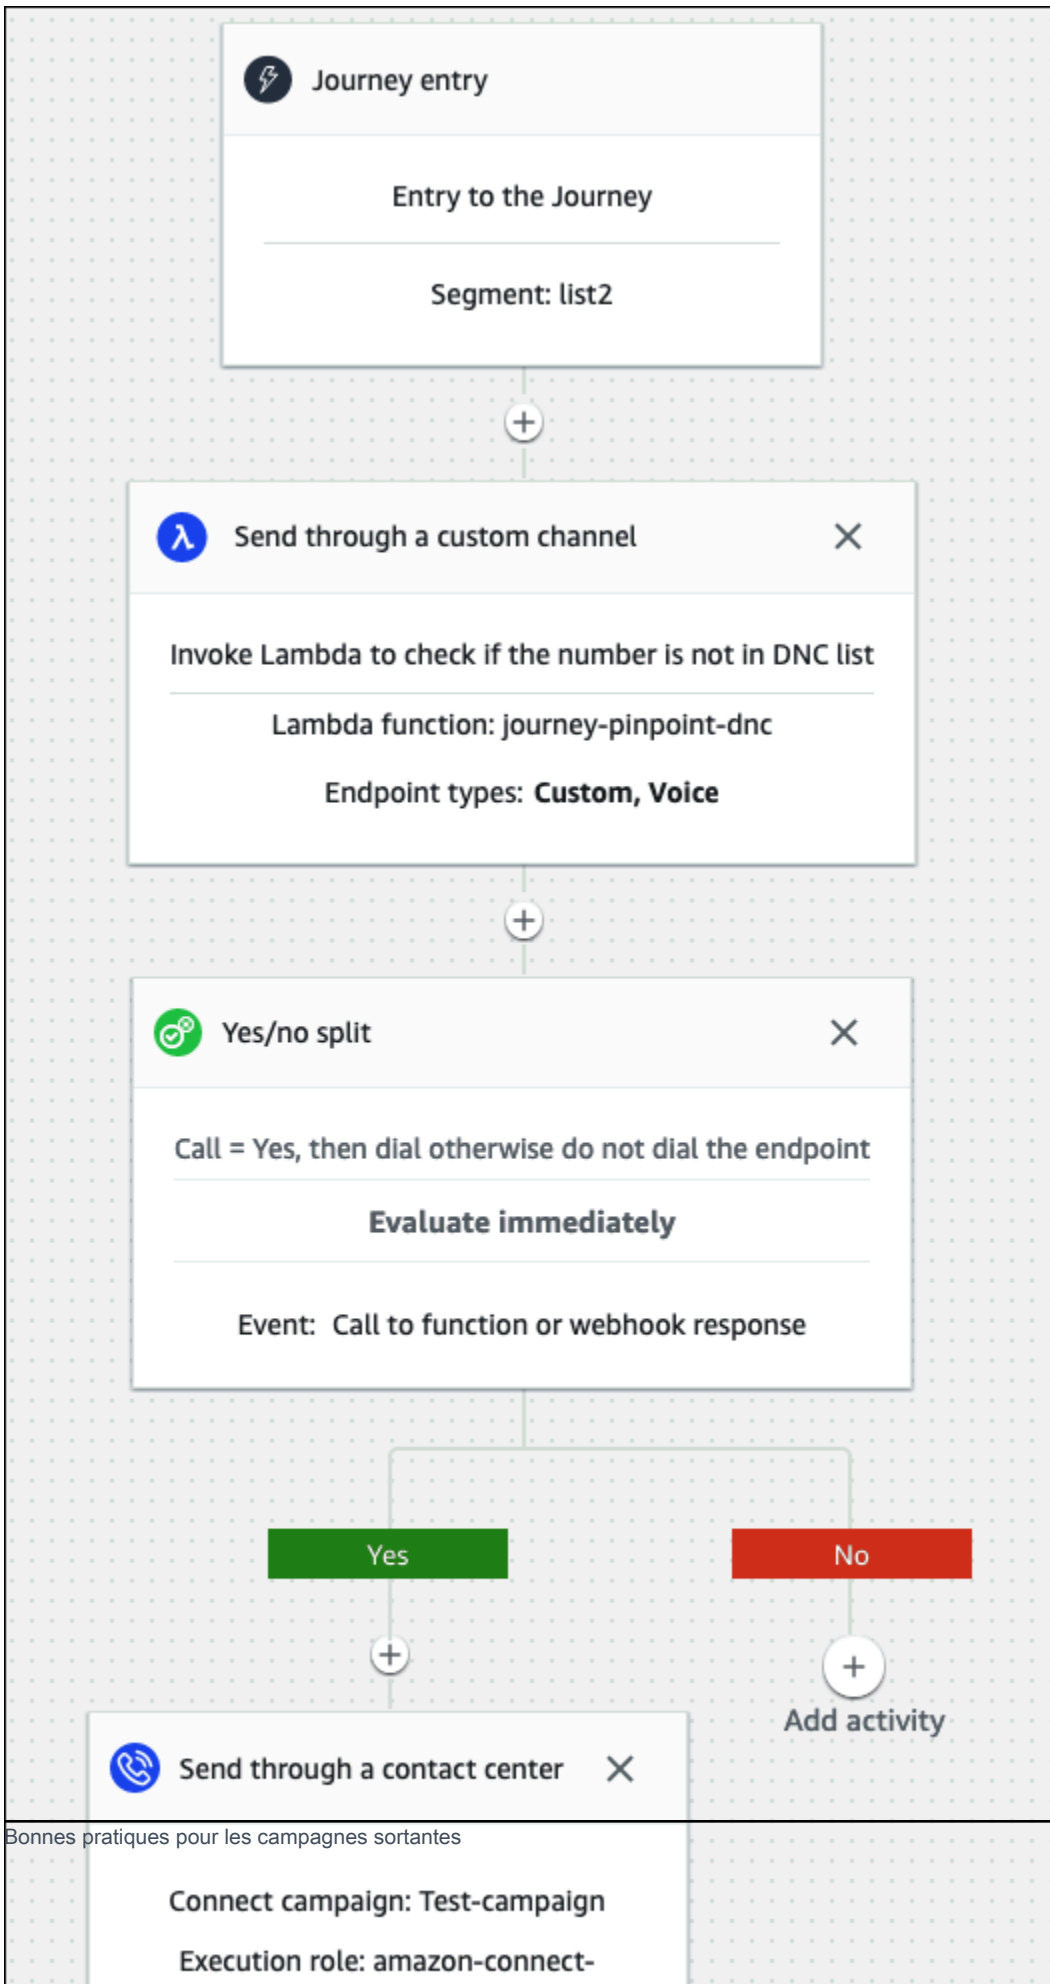 Journey entry
Entry to the Journey
Segment: list2
Send through a custom channel
Invoke Lambda to check if the number is not in DNC list
Lambda function: journey-pinpoint-dnc
Endpoint types: Custom, Voice
Yes/no split
Call = Yes, then dial otherwise do not dial the endpoint
Evaluate immediately
Event: Call to function or webhook response
Yes
No
Add activity
Send through a contact center
Bonnes pratiques pour les campagnes sortantes
Connect campaign: Test-campaign
Execution role: amazon-connect-